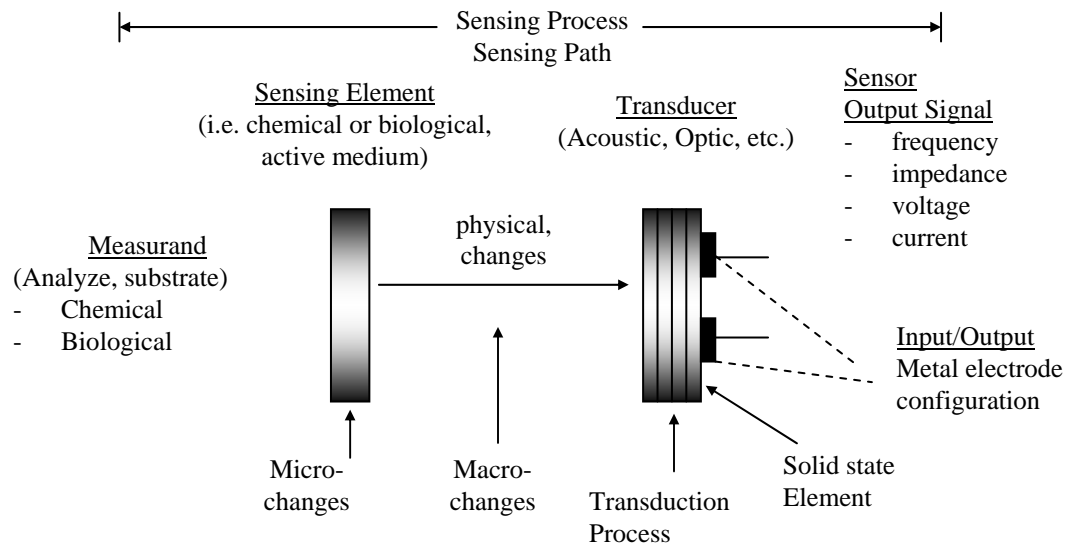 Sensing Process
Sensing Path
Sensing Element
(i.e. chemical or biological,
active medium)
Transducer
(Acoustic, Optic, etc.)
Sensor
Output Signal
- frequency
- impedance
- voltage
- current
Measurand
(Analyze, substrate)
- Chemical
- Biological
physical,
changes
Input/Output
Metal electrode
configuration
Micro-
changes
Macro-
changes
Transduction
Process
Solid state
Element